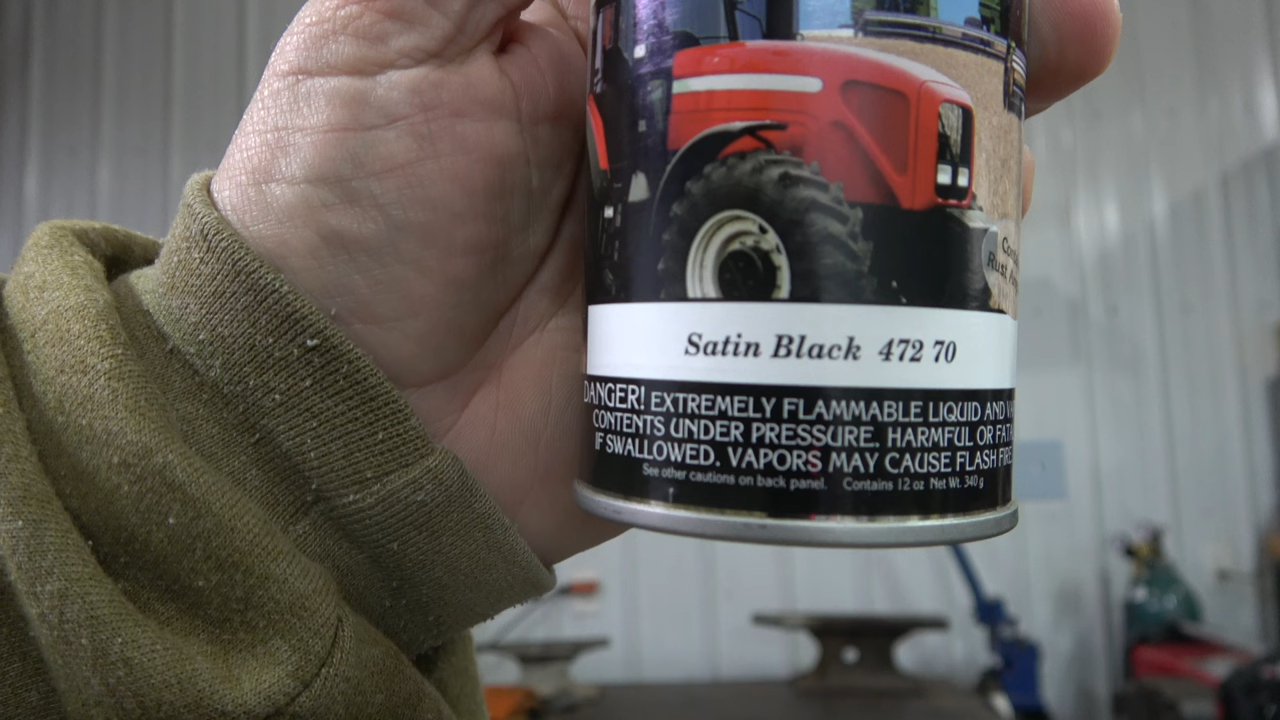 Satin Black 472 70
DANGER! EXTREMELY FLAMMABLE LIQUID AND
CONTENTS UNDER PRESSURE. HARMFUL OR
IF SWALLOWED. VAPORS MAY CAUSE FLASH
See other cautions on back panel. Contains 12 oz Net Wt. 340 g